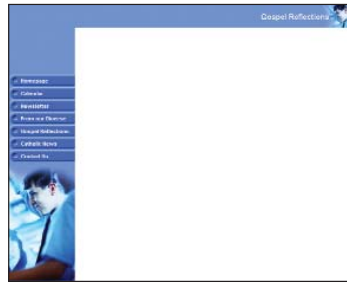 Gospel Reflections
Homepage
Calendar
Newsletter
From our Diocese
Gospel Reflections
Catholic News
Contact Us